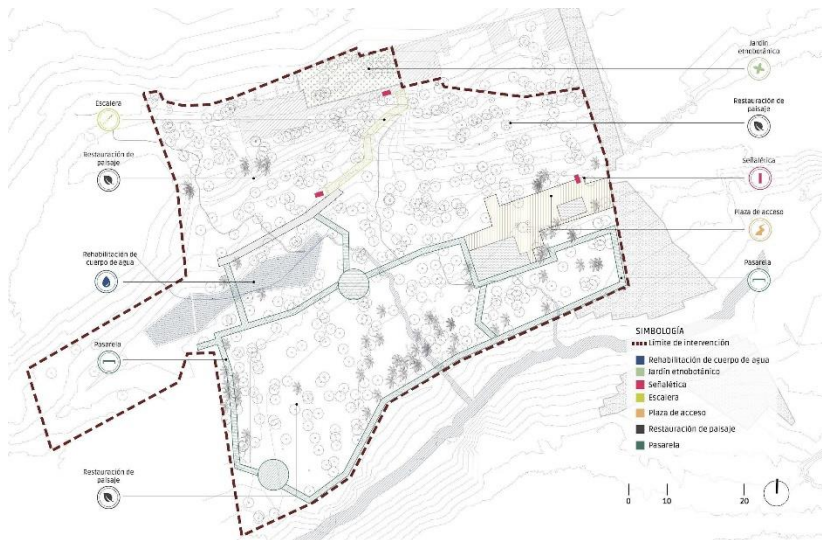 Jardín
etnobotánico
Escalera
Restauración de
paisaje
Restauración de
paisaje
Señalérica
Plaza de acceso
Rehabilitación de
cuerpo de agua
Pasarela
Pasarela
Restauración de
paisaje
SIMBOLOGÍA
Límite de intervención
Rehabilitación de cuerpo de agua
Jardín etnobotánico
Señalética
Escalera
Plaza de acceso
Restauración de paisaje
Pasarela
0 10 20